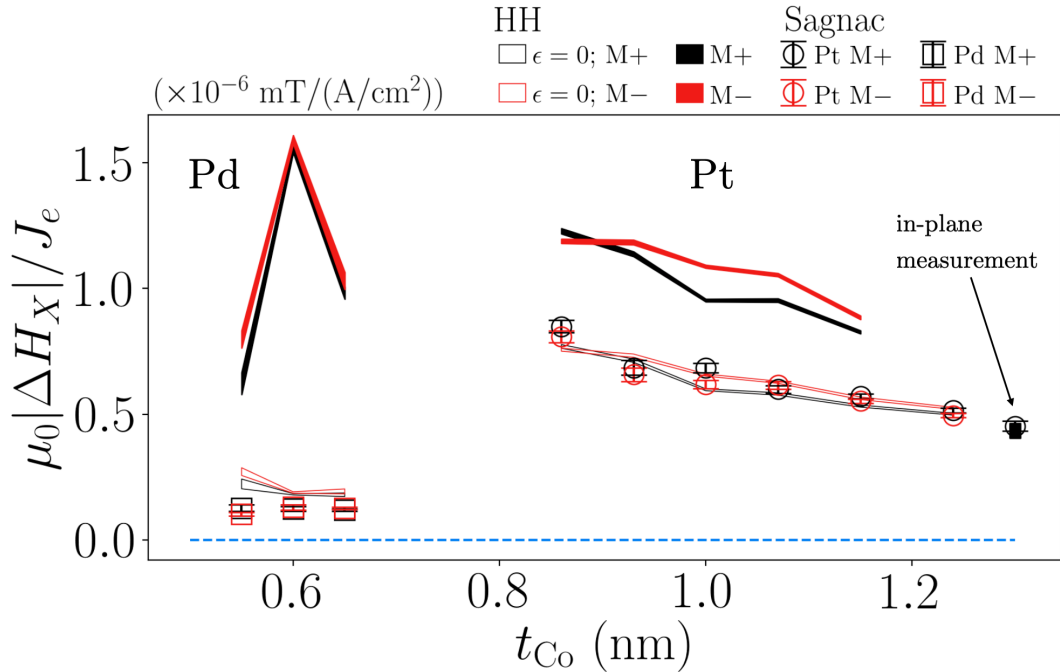 HH Sagnac
ϵ = 0; M+ M+ Pt M+ Pd M+
ϵ = 0; M− M− Pt M− Pd M−
(×10⁻⁶ mT/(A/cm²))
1.5
1.0
0.5
0.0
μ₀|ΔH_X|/J_e
Pd
Pt
in-plane
measurement
0.6 0.8 1.0 1.2
t_Co (nm)